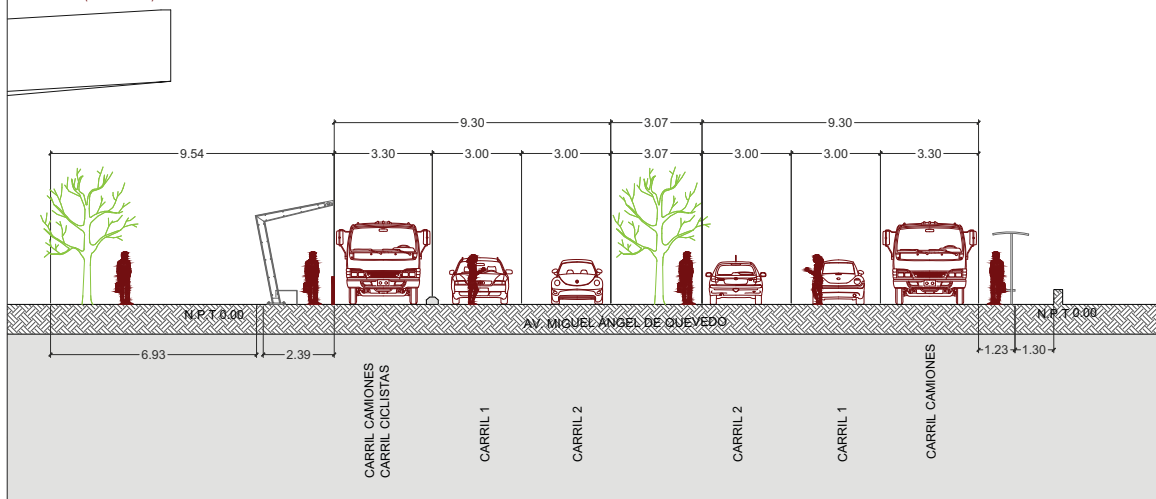 9.30
3.07
9.30
9.54
3.30
3.00
3.00
3.07
3.00
3.00
3.30
N.P.T 0.00
AV. MIGUEL ÁNGEL DE QUEVEDO
N.P.T 0.00
6.93
2.39
1.23
1.30
CARRIL CAMIONES
CARRIL CICLISTAS
CARRIL 1
CARRIL 2
CARRIL 2
CARRIL 1
CARRIL CAMIONES